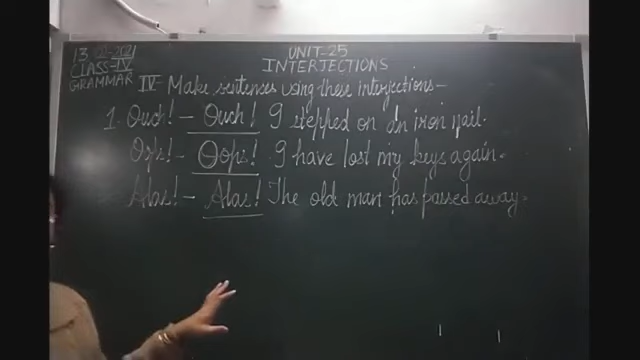 13 02-2021
UNIT-25
CLASS-IV
INTERJECTIONS
GRAMMAR IV- Make sentences using these interjections-
1. Ouch! - Ouch! I stepped on an iron nail.
Oops! - Oops! I have lost my keys again.
Alas! - Alas! The old man has passed away.